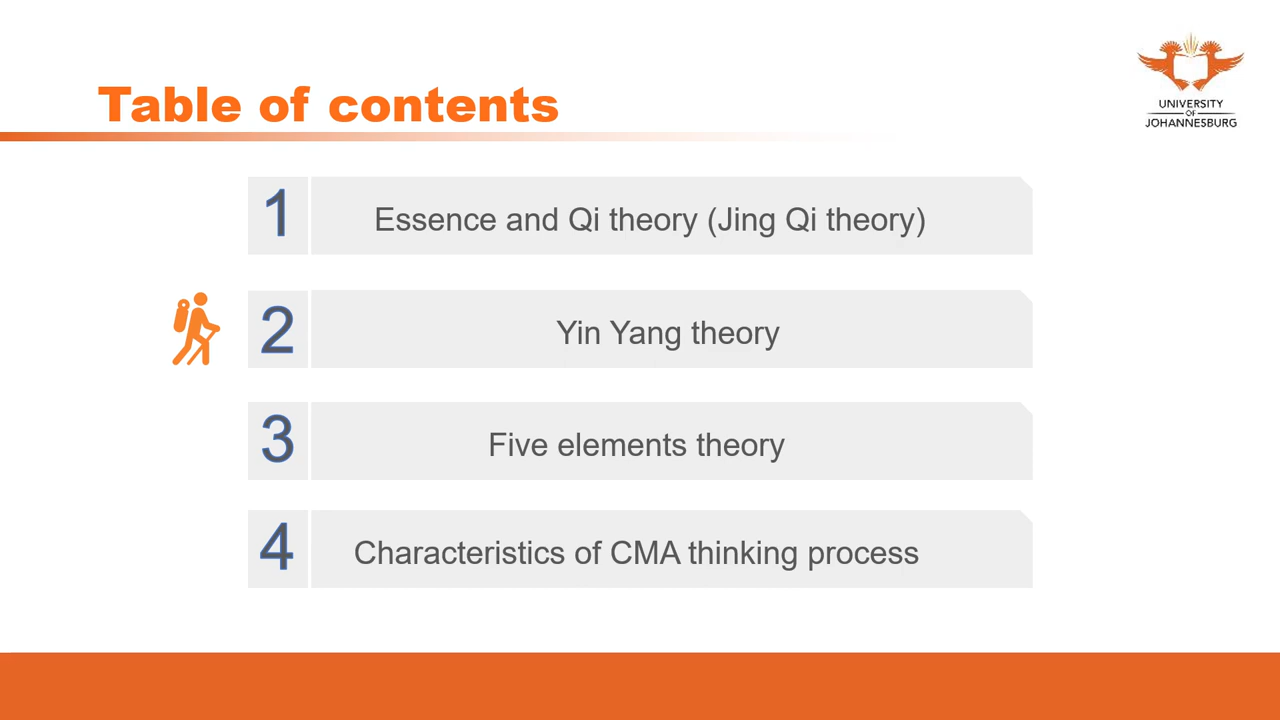 Table of contents
UNIVERSITY
OF
JOHANNESBURG
1
Essence and Qi theory (Jing Qi theory)
2
Yin Yang theory
3
Five elements theory
4
Characteristics of CMA thinking process